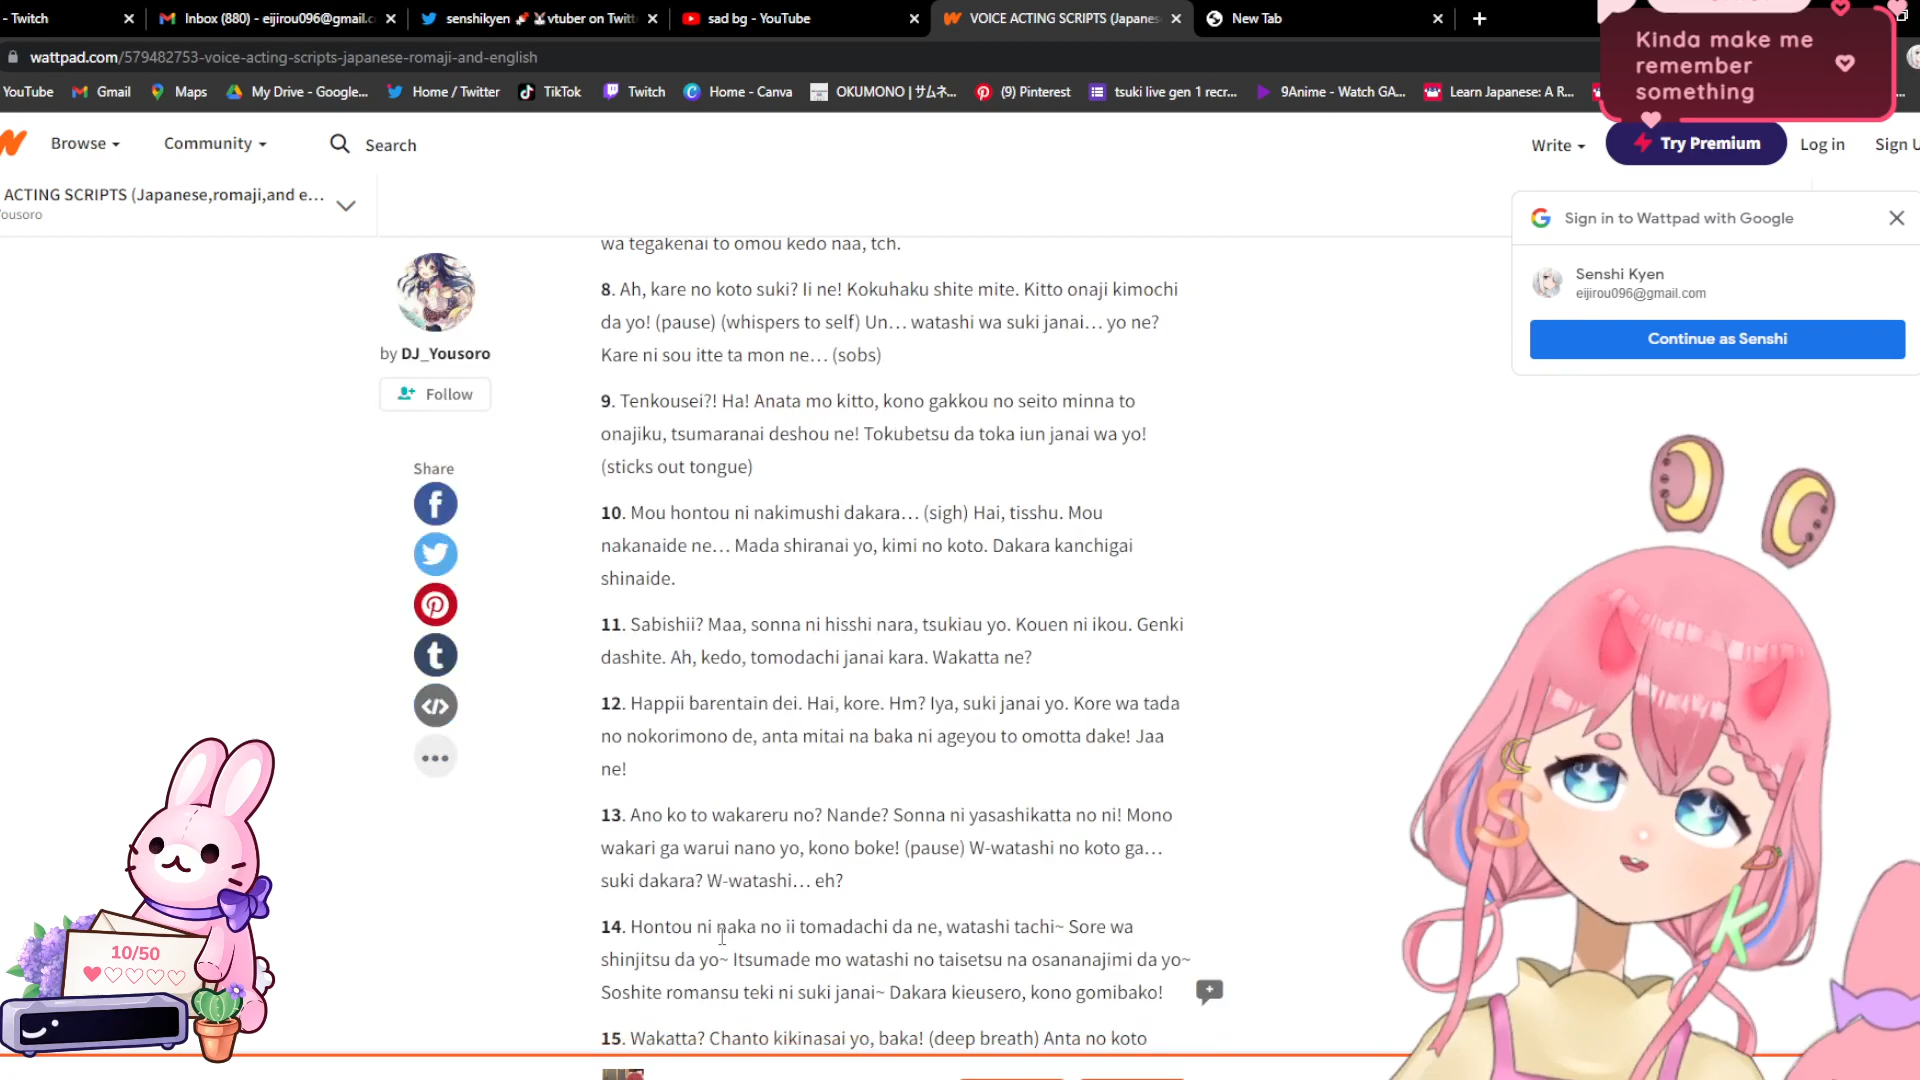 - Twitch
Inbox (880) - eijirou096@gmail.c
senshikyen 🥕🐰vtuber on Twitt
sad bg - YouTube
VOICE ACTING SCRIPTS (Japanes
New Tab
wattpad.com/579482753-voice-acting-scripts-japanese-romaji-and-english
YouTube
Gmail
Maps
My Drive - Google...
Home / Twitter
TikTok
Twitch
Home - Canva
OKUMONO | サムネ...
(9) Pinterest
tsuki live gen 1 recr...
9Anime - Watch GA...
Learn Japanese: A R...
Kinda make me
remember
something
Browse
Community
Search
Write
Try Premium
Log in
Sign U
ACTING SCRIPTS (Japanese,romaji,and e...
ousoro
Sign in to Wattpad with Google
Senshi Kyen
eijirou096@gmail.com
Continue as Senshi
by DJ_Yousoro
Follow
Share
wa tegakenai to omou kedo naa, tch.
8. Ah, kare no koto suki? Ii ne! Kokuhaku shite mite. Kitto onaji kimochi
da yo! (pause) (whispers to self) Un... watashi wa suki janai... yo ne?
Kare ni sou itte ta mon ne... (sobs)
9. Tenkousei?! Ha! Anata mo kitto, kono gakkou no seito minna to
onajiku, tsumaranai deshou ne! Tokubetsu da toka iun janai wa yo!
(sticks out tongue)
10. Mou hontou ni nakimushi dakara... (sigh) Hai, tisshu. Mou
nakanaide ne... Mada shiranai yo, kimi no koto. Dakara kanchigai
shinaide.
11. Sabishii? Maa, sonna ni hisshi nara, tsukiau yo. Kouen ni ikou. Genki
dashite. Ah, kedo, tomodachi janai kara. Wakatta ne?
12. Happii barentain dei. Hai, kore. Hm? Iya, suki janai yo. Kore wa tada
no nokorimono de, anta mitai na baka ni ageyou to omotta dake! Jaa
ne!
13. Ano ko to wakareru no? Nande? Sonna ni yasashikatta no ni! Mono
wakari ga warui nano yo, kono boke! (pause) W-watashi no koto ga...
suki dakara? W-watashi... eh?
14. Hontou ni naka no ii tomadachi da ne, watashi tachi~ Sore wa
shinjitsu da yo~ Itsumade mo watashi no taisetsu na osananajimi da yo~
Soshite romansu teki ni suki janai~ Dakara kieusero, kono gomibako!
15. Wakatta? Chanto kikinasai yo, baka! (deep breath) Anta no koto
10/50
S
K